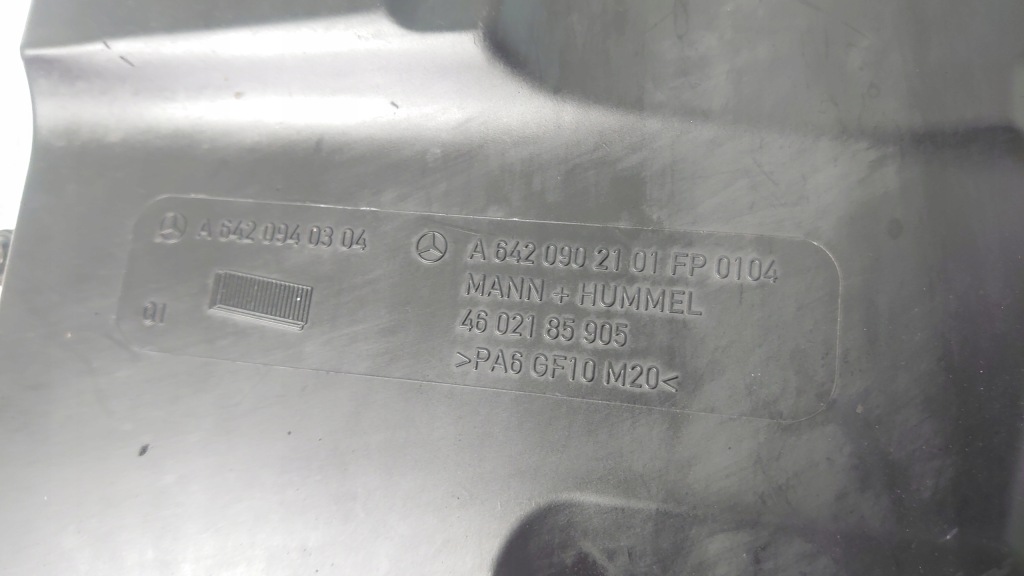 A 642 094 03 04
01
A 642 090 21 01 FP 0104
MANN + HUMMEL
46 021 85 905
>PA6 GF10 M20<